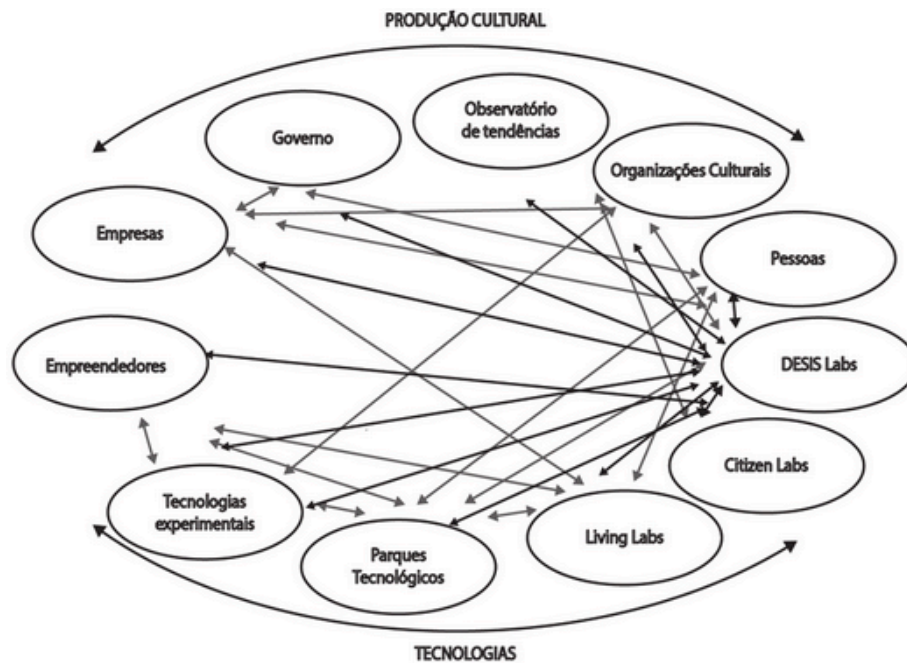 PRODUÇÃO CULTURAL
Observatório
de tendências
Governo
Organizações Culturais
Empresas
Pessoas
Empreendedores
DESIS Labs
Citizen Labs
Tecnologias
experimentais
Living Labs
Parques
Tecnológicos
TECNOLOGIAS